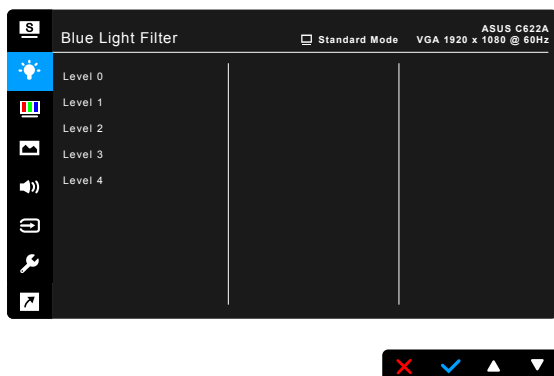 S
Blue Light Filter
Standard Mode
ASUS C622A
VGA 1920 x 1080 @ 60Hz
Level 0
Level 1
Level 2
Level 3
Level 4